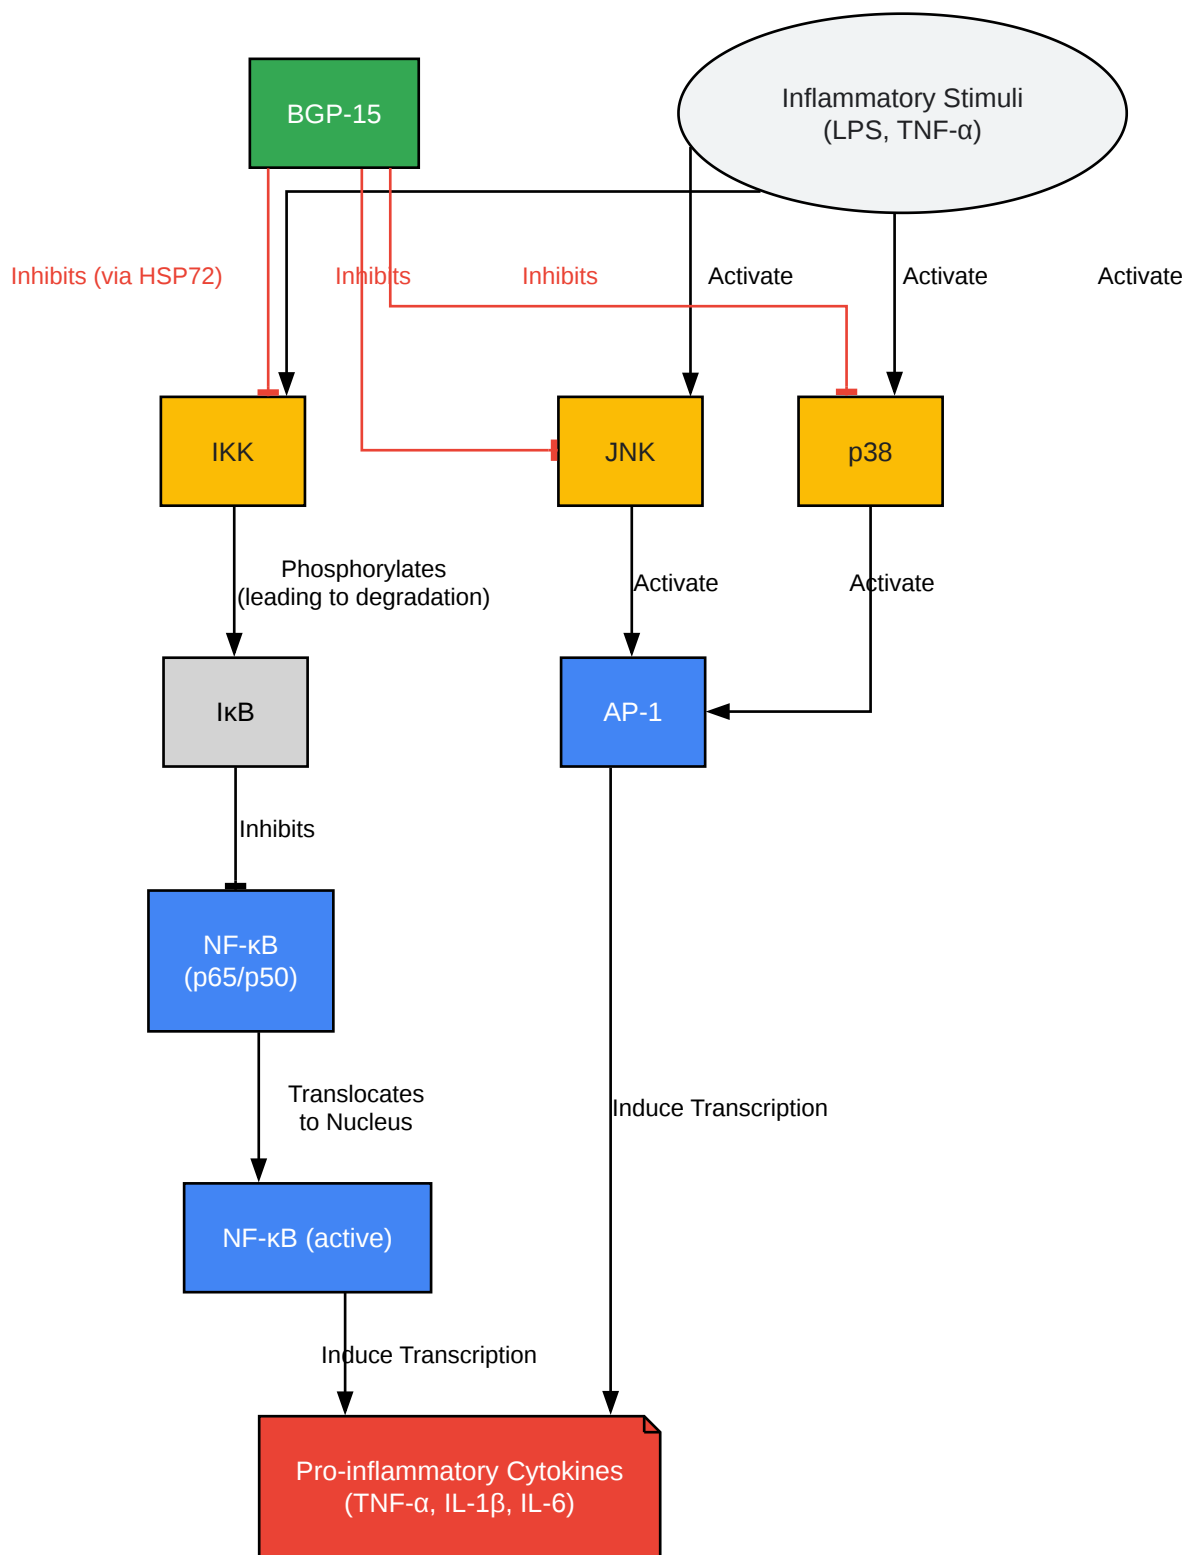 BGP-15
Inflammatory Stimuli
(LPS, TNF-α)
Inhibits (via HSP72)
Inhibits
Inhibits
Activate
Activate
Activate
IKK
JNK
p38
Phosphorylates
(leading to degradation)
Activate
Activate
IκB
AP-1
Inhibits
NF-κB
(p65/p50)
Translocates
to Nucleus
Induce Transcription
NF-κB (active)
Induce Transcription
Pro-inflammatory Cytokines
(TNF-α, IL-1β, IL-6)